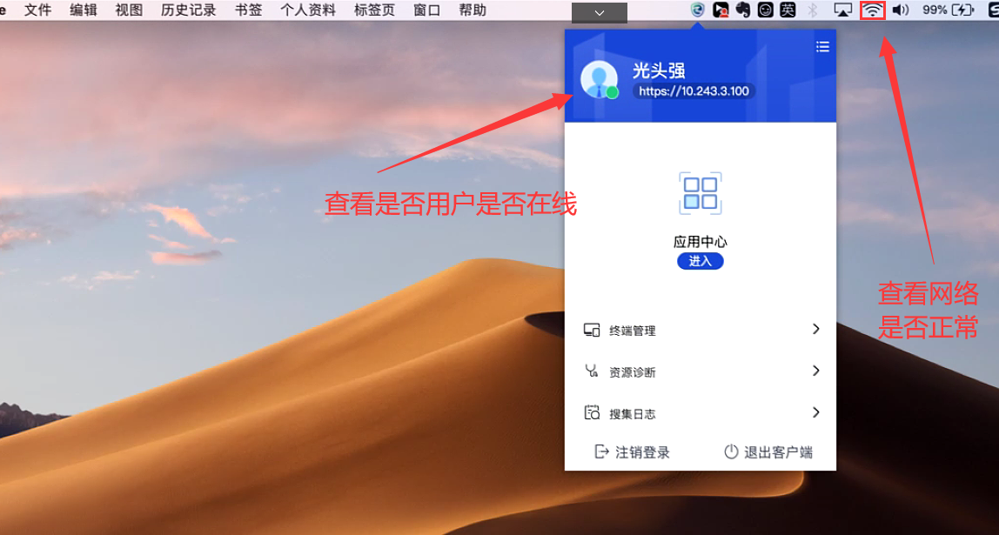 文件 编辑 视图 历史记录 书签 个人资料 标签页 窗口 帮助
英 99%
光头强
https://10.243.3.100
查看是否用户是否在线
应用中心
进入
查看网络
是否正常
终端管理
资源诊断
搜集日志
注销登录 退出客户端